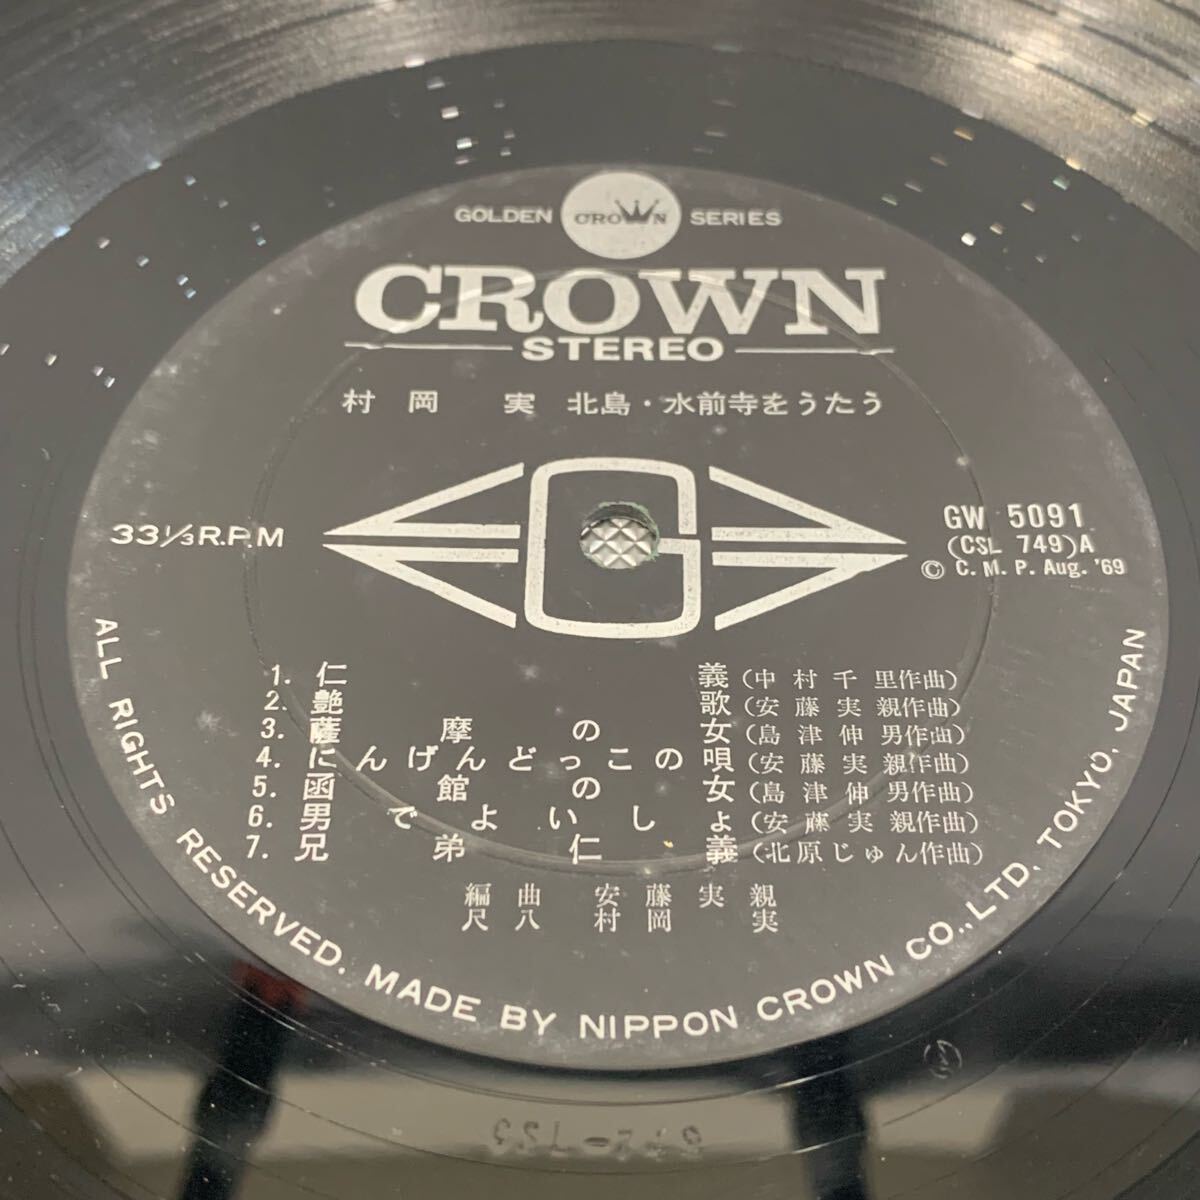 GOLDEN CROWN SERIES
CROWN
STEREO
村岡 実 北島・水前寺をうたう
33 1/3 R.P.M
G
GW 5091
(CSL 749)A
© C. M. P. Aug. '69
1. 仁義 (中村千里作曲)
2. 艶歌 (安藤実親作曲)
3. 薩摩の女 (島津伸男作曲)
4. にんげんどっこの唄 (安藤実親作曲)
5. 函館の女 (島津伸男作曲)
6. 男でよいしょ (安藤実親作曲)
7. 兄弟仁義 (北原じゅん作曲)
編曲 安藤実親
尺八 村岡 実
ALL RIGHTS RESERVED. MADE BY NIPPON CROWN CO., LTD. TOKYO, JAPAN